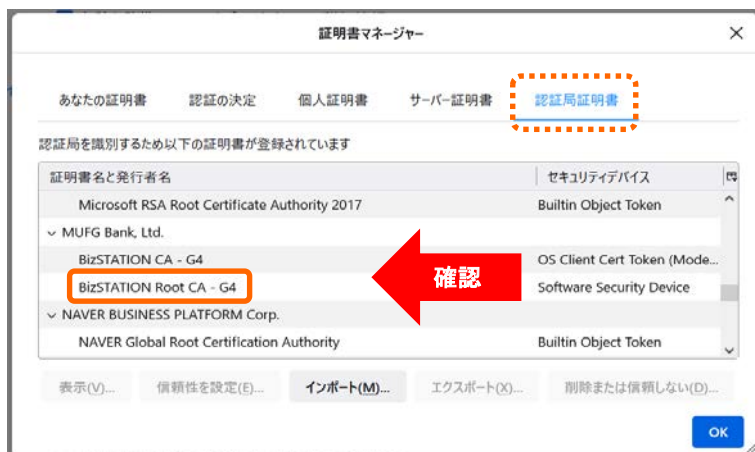 証明書マネージャー
あなたの証明書 認証の決定 個人証明書 サーバー証明書 認証局証明書
認証局を識別するため以下の証明書が登録されています
証明書名と発行者名 セキュリティデバイス
Microsoft RSA Root Certificate Authority 2017 Builtin Object Token
MUFG Bank, Ltd.
BizSTATION CA - G4 OS Client Cert Token (Mode...
BizSTATION Root CA - G4 Software Security Device
確認
NAVER BUSINESS PLATFORM Corp.
NAVER Global Root Certification Authority Builtin Object Token
表示(V)... 信頼性を設定(E)... インポート(M)... エクスポート(X)... 削除または信頼しない(D)...
OK